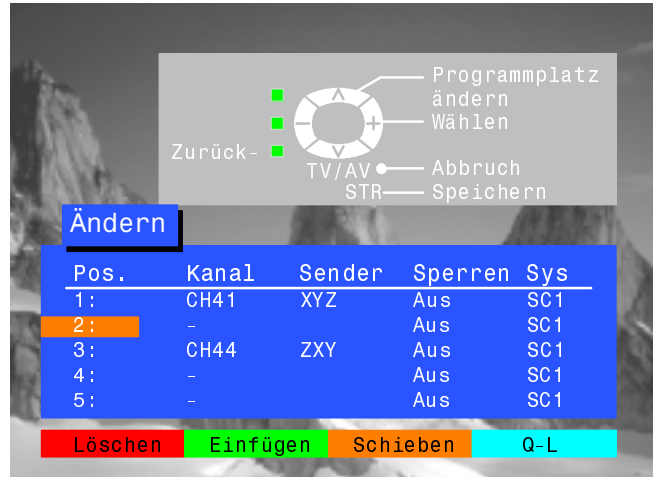 Programmplatz
ändern
Wählen
Zurück-
TV/AV Abbruch
STR Speichern
Ändern
Pos. Kanal Sender Sperren Sys
1: CH41 XYZ Aus SC1
2: - Aus SC1
3: CH44 ZXY Aus SC1
4: - Aus SC1
5: - Aus SC1
Löschen Einfügen Schieben Q-L